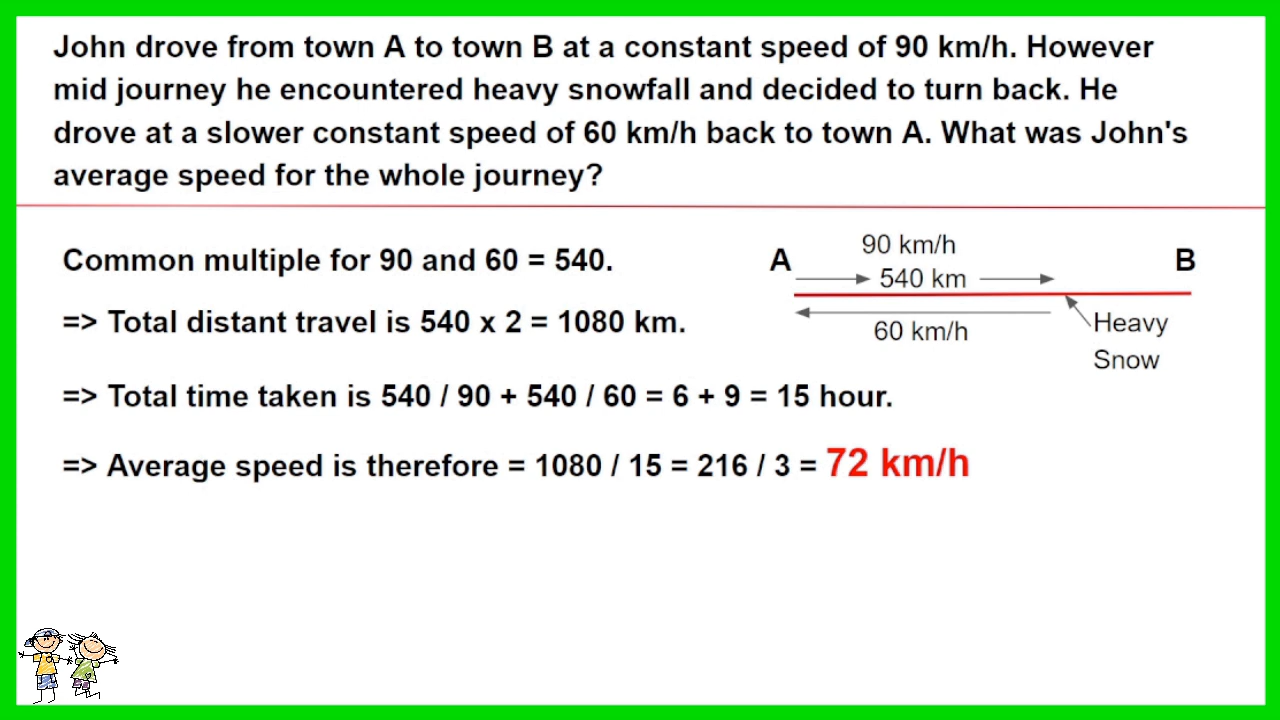 John drove from town A to town B at a constant speed of 90 km/h. However
mid journey he encountered heavy snowfall and decided to turn back. He
drove at a slower constant speed of 60 km/h back to town A. What was John's
average speed for the whole journey?
Common multiple for 90 and 60 = 540.
=> Total distant travel is 540 x 2 = 1080 km.
=> Total time taken is 540 / 90 + 540 / 60 = 6 + 9 = 15 hour.
=> Average speed is therefore = 1080 / 15 = 216 / 3 = 72 km/h
90 km/h
A
540 km
B
60 km/h
Heavy
Snow